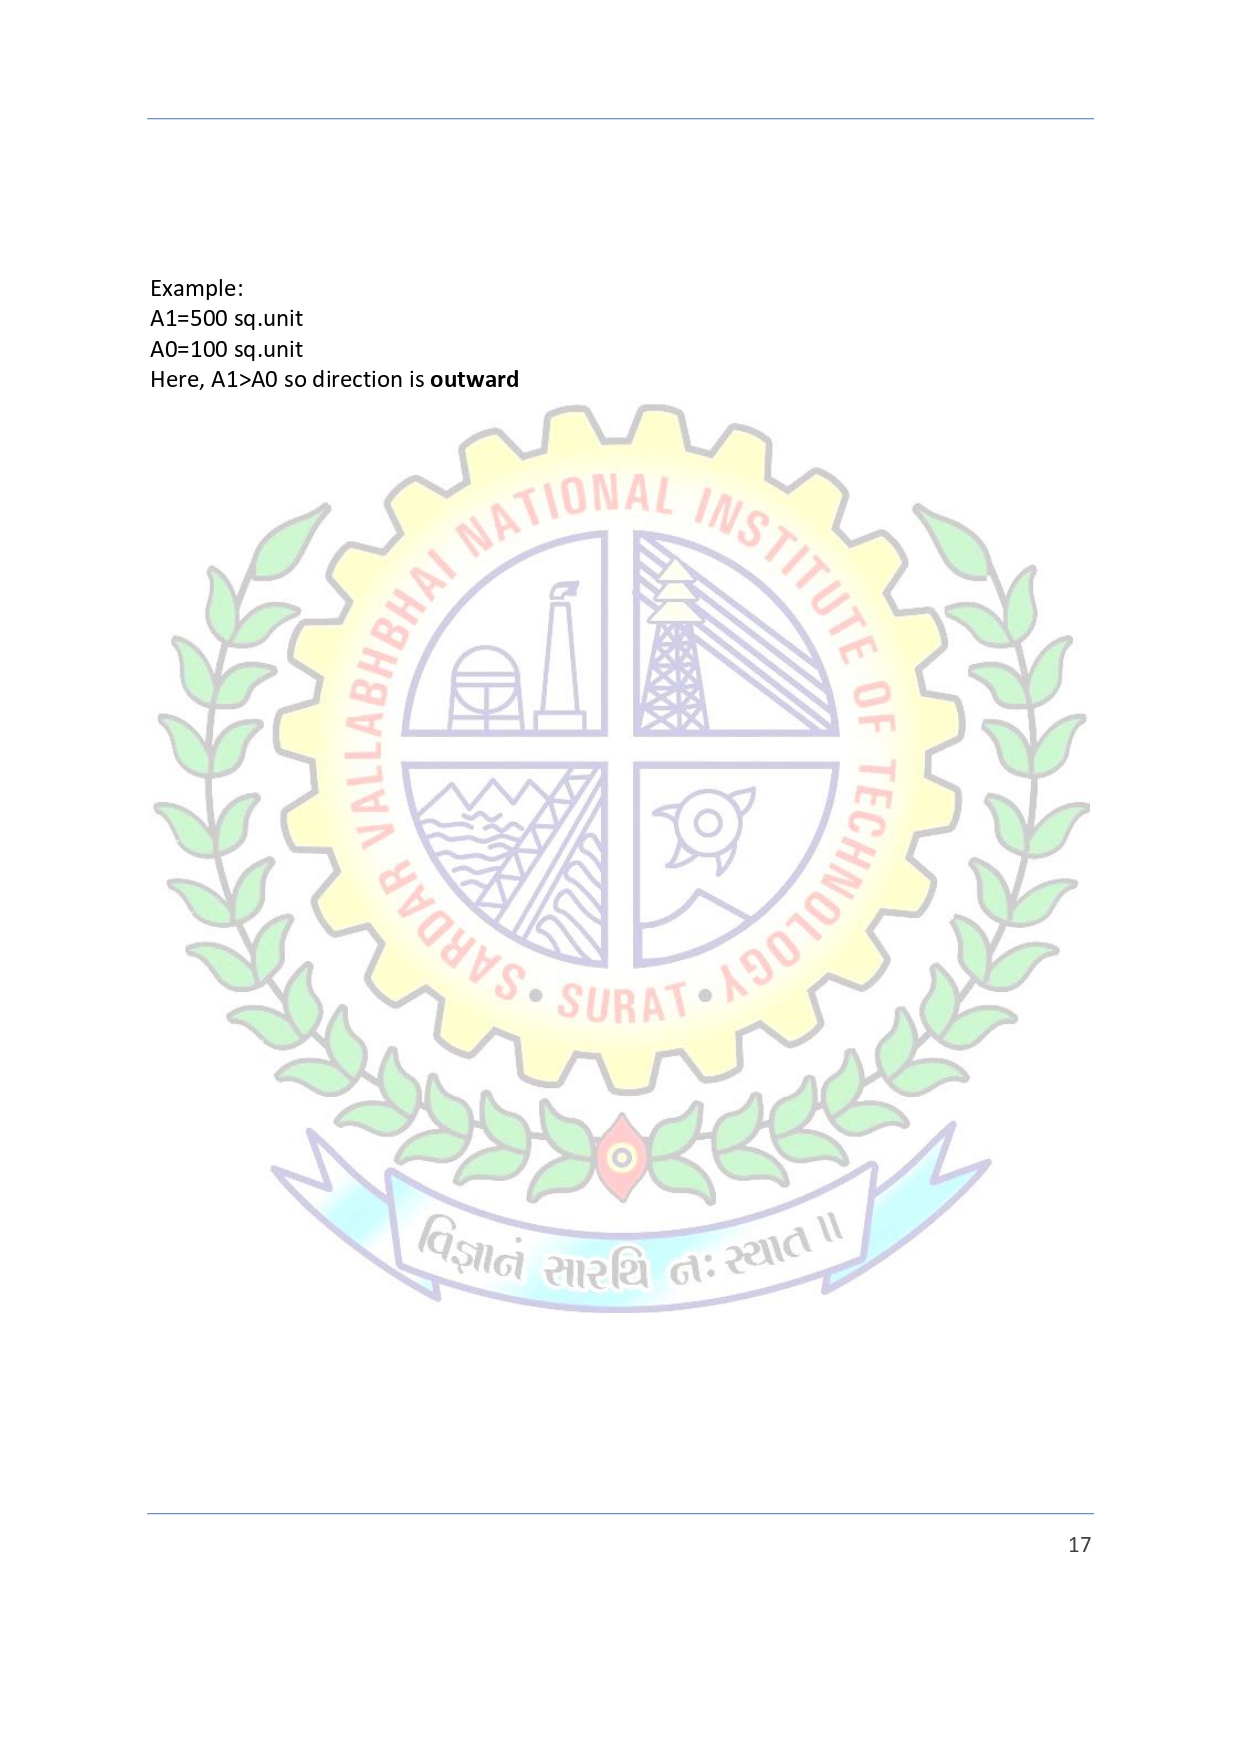 Example:
A1=500 sq.unit
A0=100 sq.unit
Here, A1>A0 so direction is outward
SARDAR VALLABHBHAI NATIONAL INSTITUTE OF TECHNOLOGY
• SURAT •
વિજ્ઞાનં સારથિ નઃ સ્યાત ॥
17